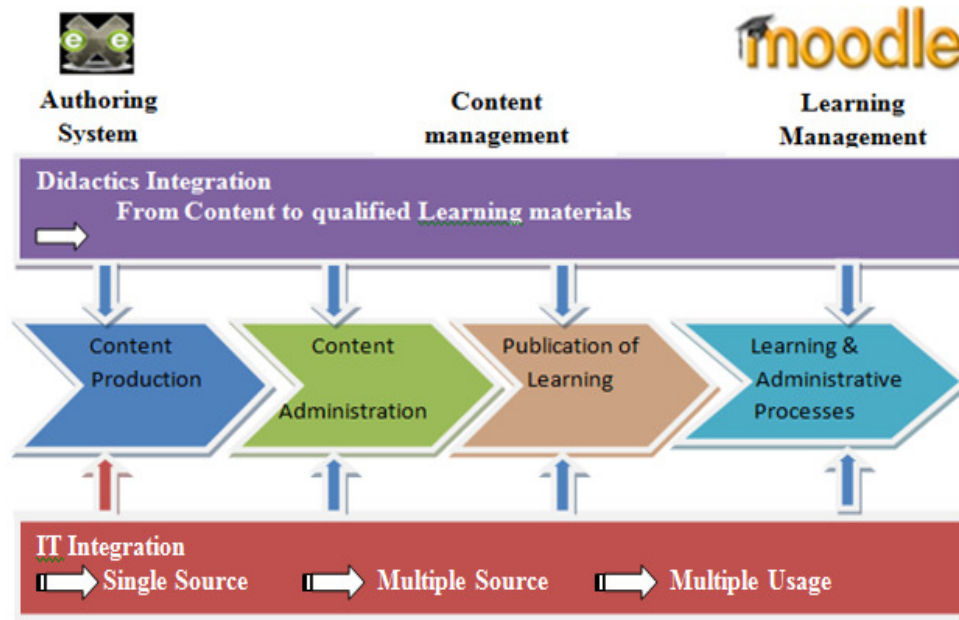 eXe
moodle
Authoring
System
Content
management
Learning
Management
Didactics Integration
From Content to qualified Learning materials
Content
Production
Content
Administration
Publication of
Learning
Learning &
Administrative
Processes
IT Integration
Single Source
Multiple Source
Multiple Usage